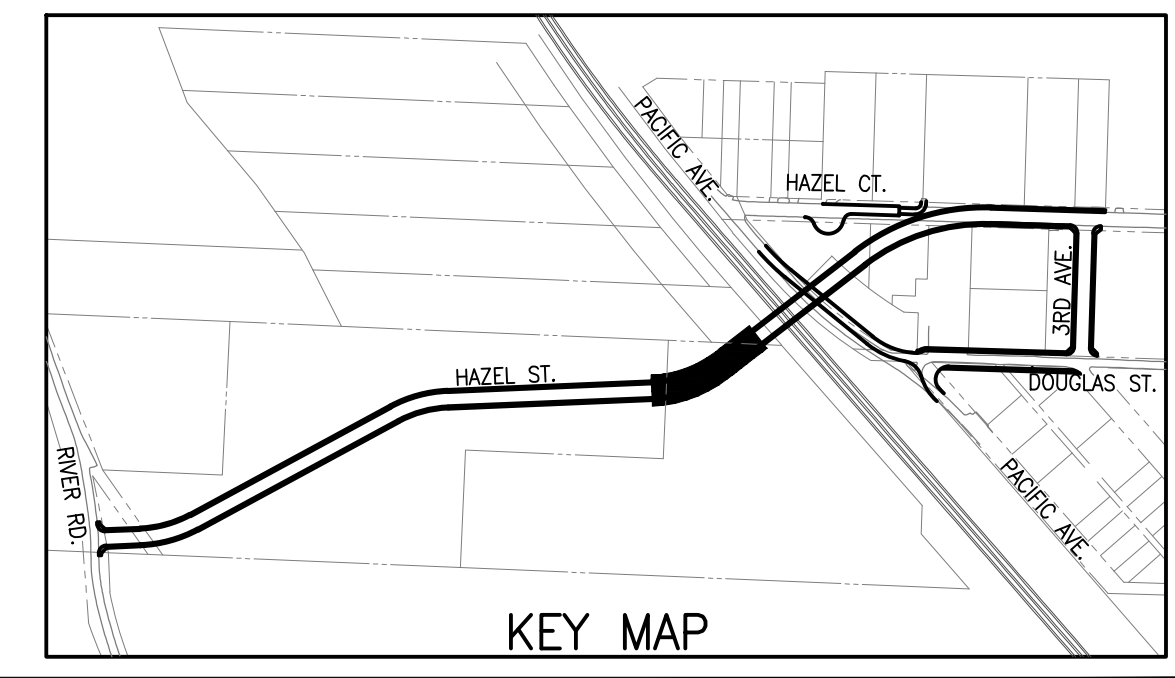 PACIFIC AVE.
HAZEL CT.
3RD AVE.
HAZEL ST.
DOUGLAS ST.
RIVER RD.
PACIFIC AVE.
KEY MAP